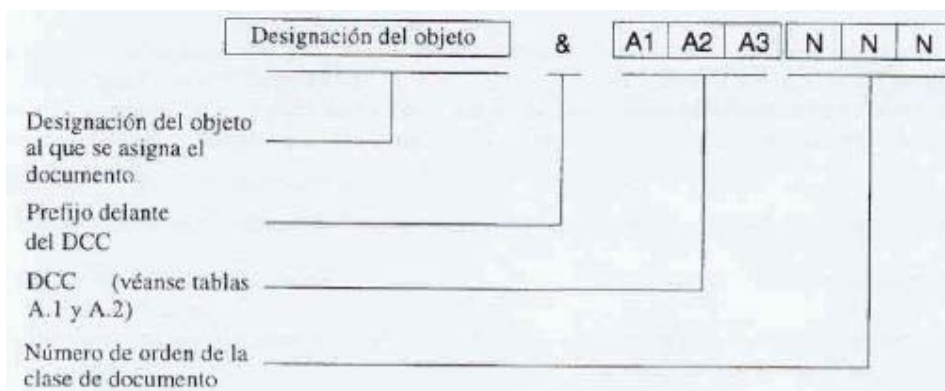 Designación del objeto & A1 A2 A3 N N N
Designación del objeto
al que se asigna el
documento
Prefijo delante
del DCC
DCC (véanse tablas
A.1 y A.2)
Número de orden de la
clase de documento